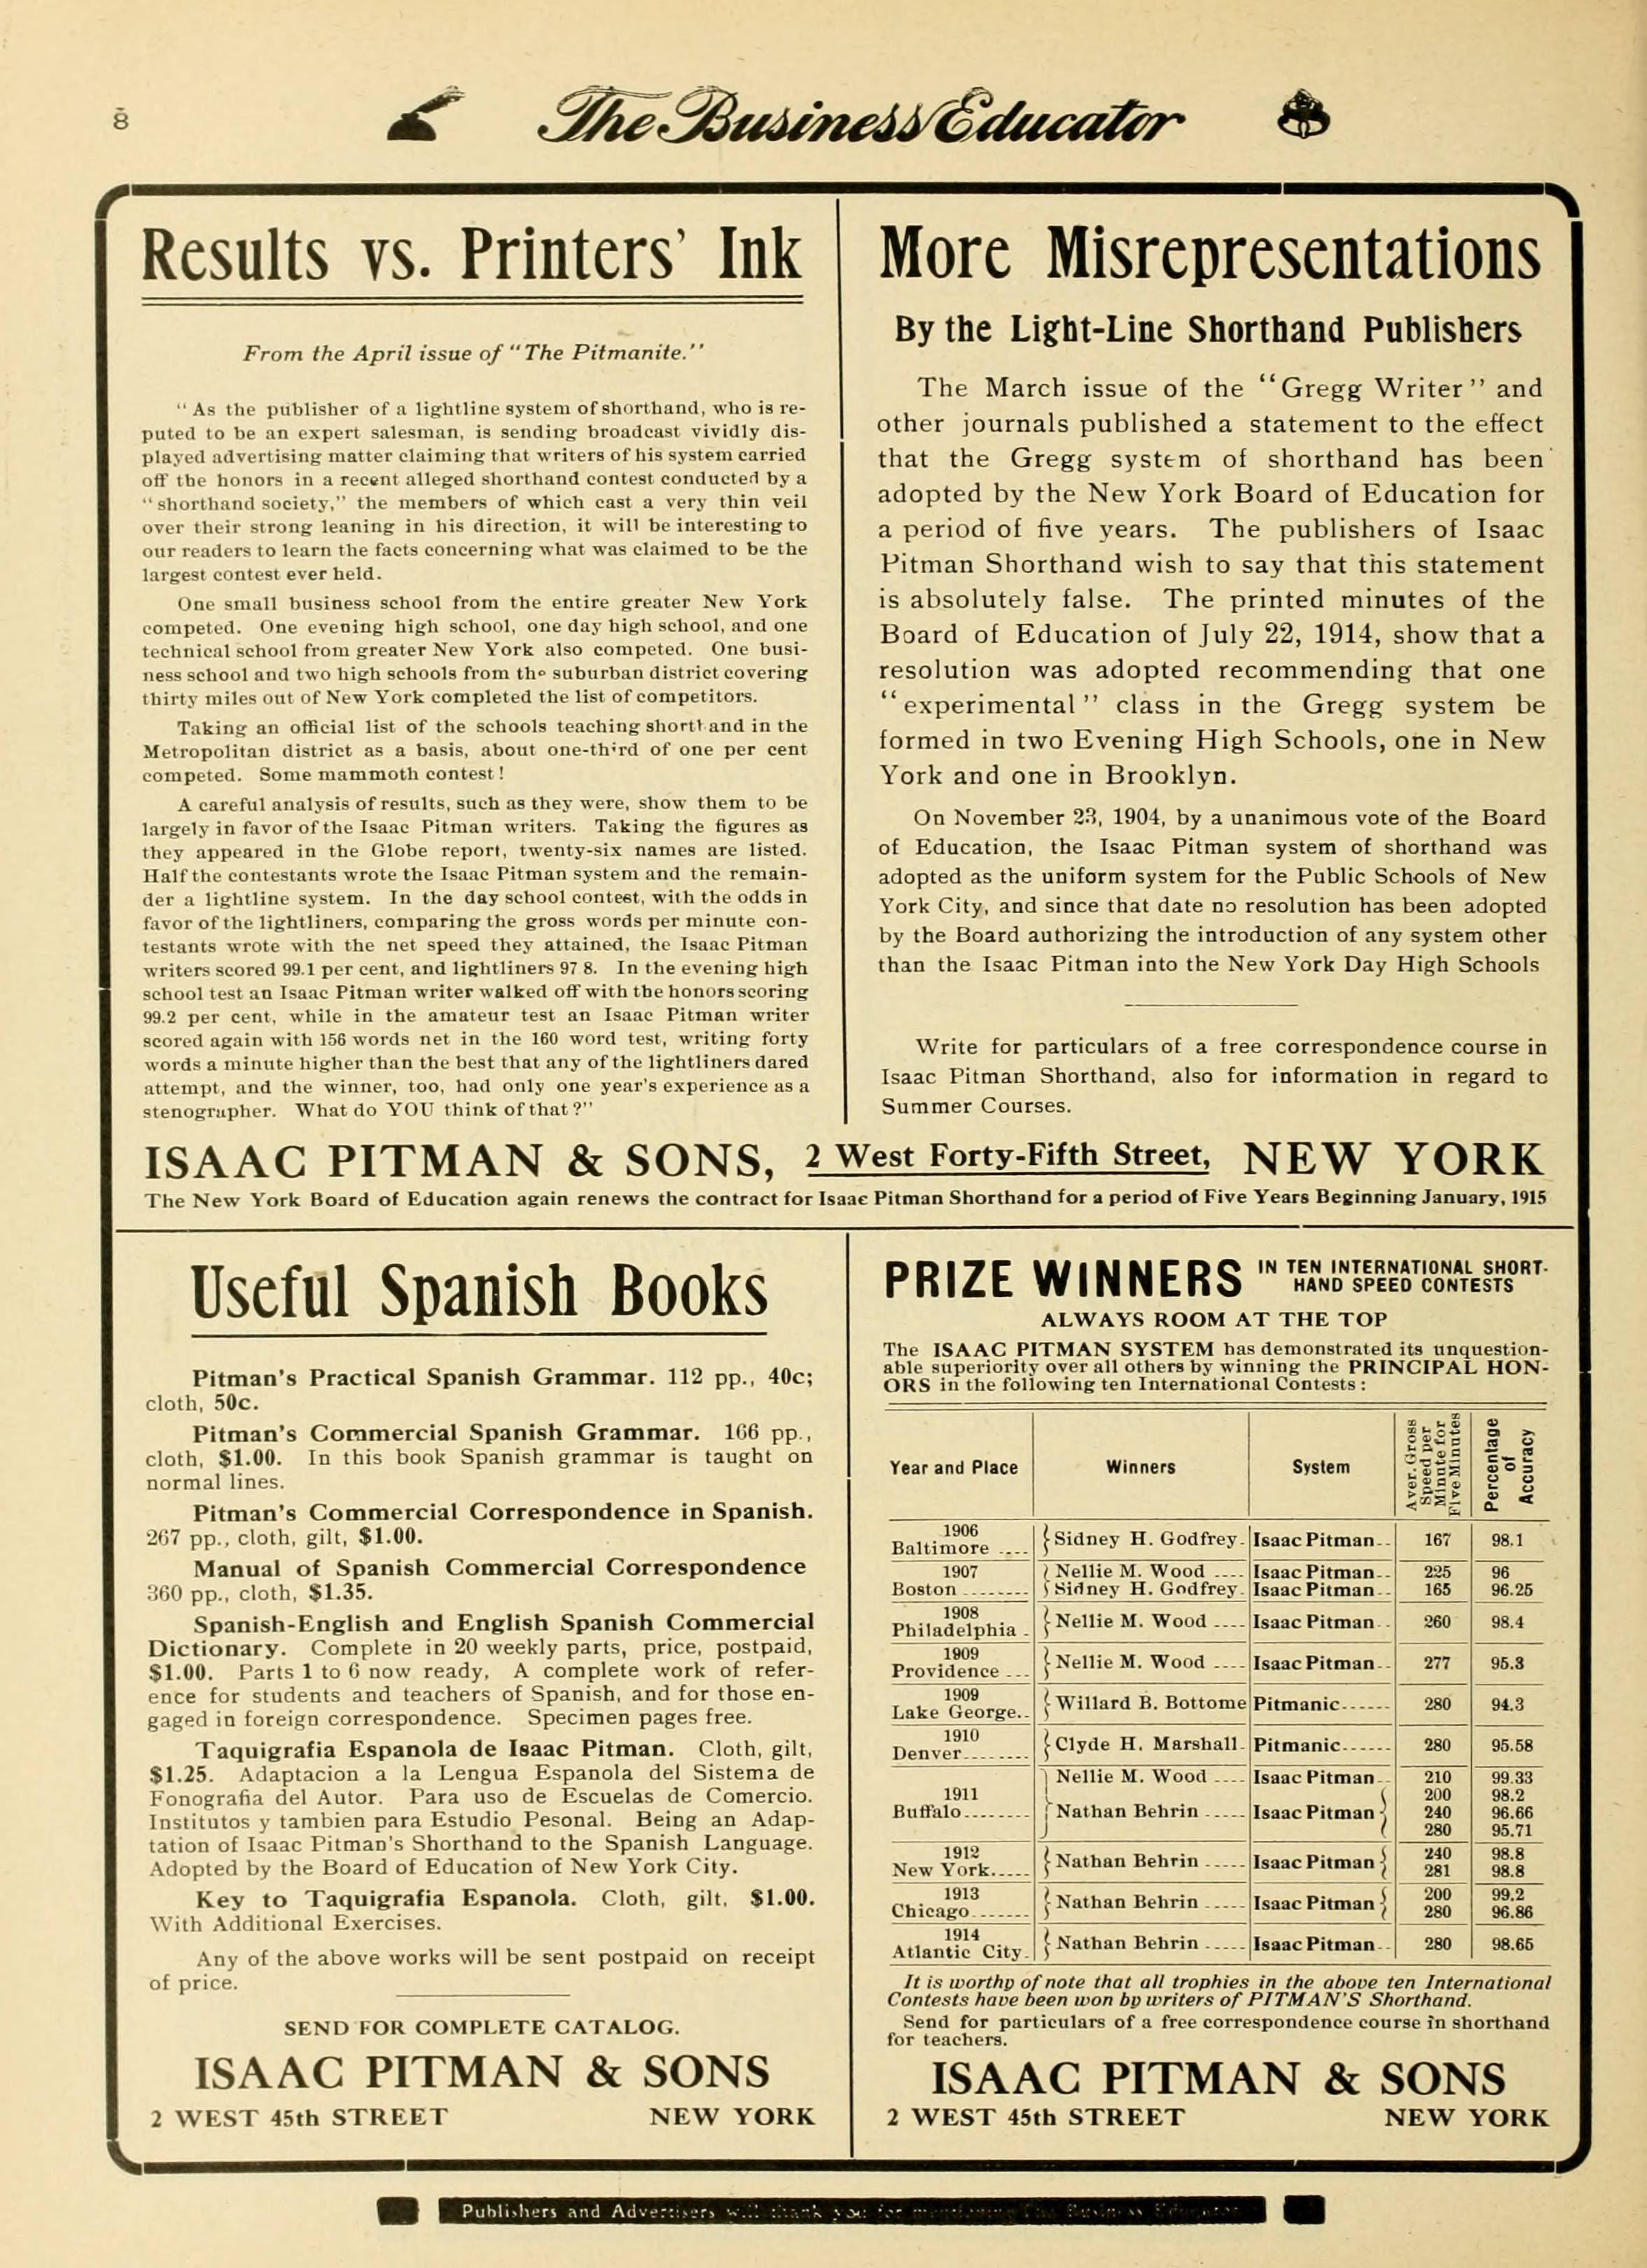 8
The Business Educator
Results vs. Printers' Ink
From the April issue of "The Pitmanite."
"As the publisher of a lightline system of shorthand, who is re-
puted to be an expert salesman, is sending broadcast vividly dis-
played advertising matter claiming that writers of his system carried
off the honors in a recent alleged shorthand contest conducted by a
"shorthand society," the members of which cast a very thin veil
over their strong leaning in his direction, it will be interesting to
our readers to learn the facts concerning what was claimed to be the
largest contest ever held.
One small business school from the entire greater New York
competed. One evening high school, one day high school, and one
technical school from greater New York also competed. One busi-
ness school and two high schools from the suburban district covering
thirty miles out of New York completed the list of competitors.
Taking an official list of the schools teaching shorthand in the
Metropolitan district as a basis, about one-third of one per cent
competed. Some mammoth contest!
A careful analysis of results, such as they were, show them to be
largely in favor of the Isaac Pitman writers. Taking the figures as
they appeared in the Globe report, twenty-six names are listed.
Half the contestants wrote the Isaac Pitman system and the remain-
der a lightline system. In the day school contest, with the odds in
favor of the lightliners, comparing the gross words per minute con-
testants wrote with the net speed they attained, the Isaac Pitman
writers scored 99.1 per cent, and lightliners 97 8. In the evening high
school test an Isaac Pitman writer walked off with the honors scoring
99.2 per cent, while in the amateur test an Isaac Pitman writer
scored again with 156 words net in the 160 word test, writing forty
words a minute higher than the best that any of the lightliners dared
attempt, and the winner, too, had only one year's experience as a
stenographer. What do YOU think of that?"
More Misrepresentations
By the Light-Line Shorthand Publishers
The March issue of the "Gregg Writer" and
other journals published a statement to the effect
that the Gregg system of shorthand has been
adopted by the New York Board of Education for
a period of five years. The publishers of Isaac
Pitman Shorthand wish to say that this statement
is absolutely false. The printed minutes of the
Board of Education of July 22, 1914, show that a
resolution was adopted recommending that one
"experimental" class in the Gregg system be
formed in two Evening High Schools, one in New
York and one in Brooklyn.
On November 23, 1904, by a unanimous vote of the Board
of Education, the Isaac Pitman system of shorthand was
adopted as the uniform system for the Public Schools of New
York City, and since that date no resolution has been adopted
by the Board authorizing the introduction of any system other
than the Isaac Pitman into the New York Day High Schools
Write for particulars of a free correspondence course in
Isaac Pitman Shorthand, also for information in regard to
Summer Courses.
ISAAC PITMAN & SONS, 2 West Forty-Fifth Street, NEW YORK
The New York Board of Education again renews the contract for Isaac Pitman Shorthand for a period of Five Years Beginning January, 1915
Useful Spanish Books
Pitman's Practical Spanish Grammar. 112 pp., 40c;
cloth, 50c.
Pitman's Commercial Spanish Grammar. 166 pp.,
cloth, $1.00. In this book Spanish grammar is taught on
normal lines.
Pitman's Commercial Correspondence in Spanish.
267 pp., cloth, gilt, $1.00.
Manual of Spanish Commercial Correspondence
360 pp., cloth, $1.35.
Spanish-English and English Spanish Commercial
Dictionary. Complete in 20 weekly parts, price, postpaid,
$1.00. Parts 1 to 6 now ready, A complete work of refer-
ence for students and teachers of Spanish, and for those en-
gaged in foreign correspondence. Specimen pages free.
Taquigrafia Espanola de Isaac Pitman. Cloth, gilt,
$1.25. Adaptacion a la Lengua Espanola del Sistema de
Fonografia del Autor. Para uso de Escuelas de Comercio.
Institutos y tambien para Estudio Pesonal. Being an Adap-
tation of Isaac Pitman's Shorthand to the Spanish Language.
Adopted by the Board of Education of New York City.
Key to Taquigrafia Espanola. Cloth, gilt, $1.00.
With Additional Exercises.
Any of the above works will be sent postpaid on receipt
of price.
SEND FOR COMPLETE CATALOG.
ISAAC PITMAN & SONS
2 WEST 45th STREET NEW YORK
PRIZE WINNERS IN TEN INTERNATIONAL SHORT-
HAND SPEED CONTESTS
ALWAYS ROOM AT THE TOP
The ISAAC PITMAN SYSTEM has demonstrated its unquestion-
able superiority over all others by winning the PRINCIPAL HON-
ORS in the following ten International Contests:
Year and Place Winners System Aver. Gross Speed per Minute for Five Minutes Percentage of Accuracy
1906
Baltimore .... Sidney H. Godfrey. Isaac Pitman.. 167 98.1
1907 Nellie M. Wood .... Isaac Pitman.. 225 96
Boston ........ Sidney H. Godfrey. Isaac Pitman.. 165 96.25
1908
Philadelphia . Nellie M. Wood .... Isaac Pitman.. 260 98.4
1909
Providence ... Nellie M. Wood .... Isaac Pitman.. 277 95.3
1909
Lake George.. Willard B. Bottome Pitmanic...... 280 94.3
1910
Denver........ Clyde H. Marshall. Pitmanic...... 280 95.58
Nellie M. Wood .... Isaac Pitman.. 210 99.33
1911 200 98.2
Buffalo........ Nathan Behrin ..... Isaac Pitman 240 96.66
280 95.71
1912 240 98.8
New York..... Nathan Behrin ..... Isaac Pitman 281 98.8
1913 200 99.2
Chicago....... Nathan Behrin ..... Isaac Pitman 280 96.86
1914
Atlantic City. Nathan Behrin ..... Isaac Pitman.. 280 98.65
It is worthy of note that all trophies in the above ten International
Contests have been won by writers of PITMAN'S Shorthand.
Send for particulars of a free correspondence course in shorthand
for teachers.
ISAAC PITMAN & SONS
2 WEST 45th STREET NEW YORK
Publishers and Advertisers will thank you for mentioning The Business Educator